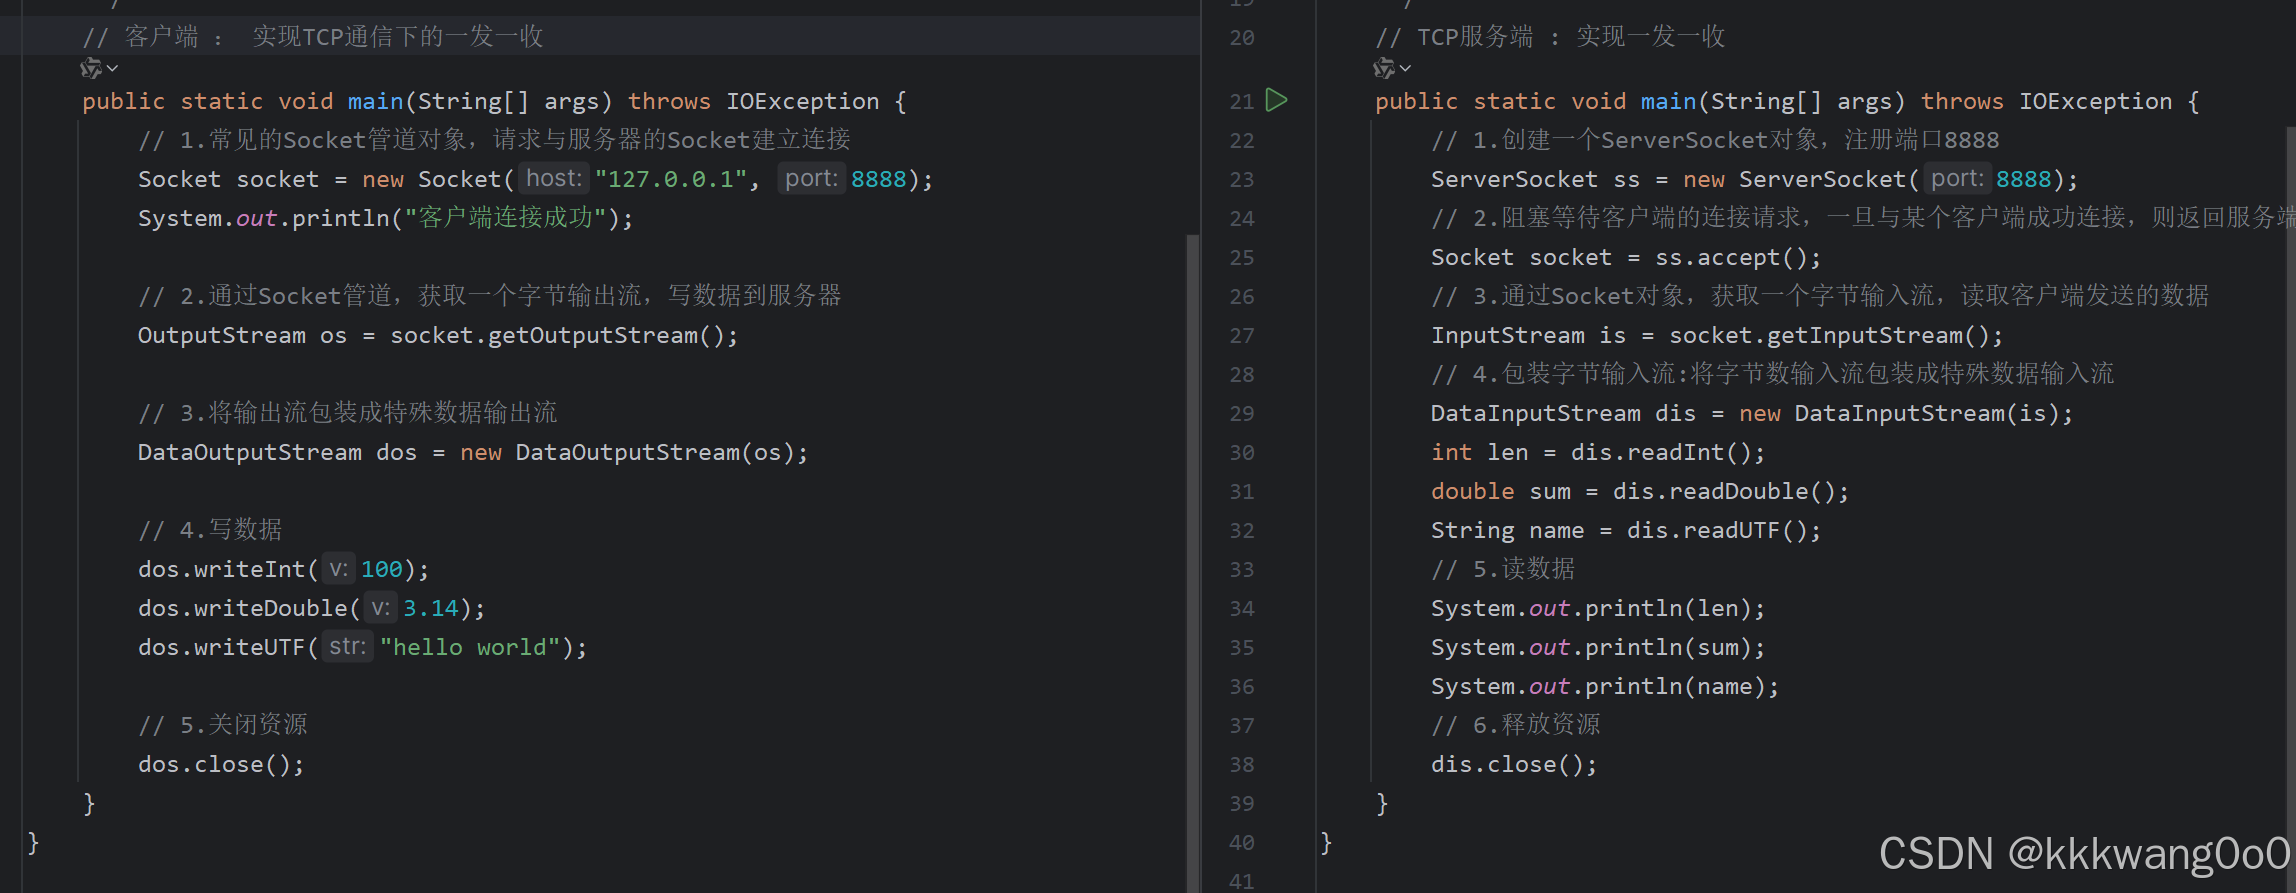 // 客户端 ： 实现TCP通信下的一发一收
public static void main(String[] args) throws IOException {
// 1.常见的Socket管道对象，请求与服务器的Socket建立连接
Socket socket = new Socket( host: "127.0.0.1", port: 8888);
System.out.println("客户端连接成功");
// 2.通过Socket管道，获取一个字节输出流，写数据到服务器
OutputStream os = socket.getOutputStream();
// 3.将输出流包装成特殊数据输出流
DataOutputStream dos = new DataOutputStream(os);
// 4.写数据
dos.writeInt( v: 100);
dos.writeDouble( v: 3.14);
dos.writeUTF( str: "hello world");
// 5.关闭资源
dos.close();
}
}
20 // TCP服务端 : 实现一发一收
21 public static void main(String[] args) throws IOException {
22 // 1.创建一个ServerSocket对象，注册端口8888
23 ServerSocket ss = new ServerSocket( port: 8888);
24 // 2.阻塞等待客户端的连接请求，一旦与某个客户端成功连接，则返回服务端
25 Socket socket = ss.accept();
26 // 3.通过Socket对象，获取一个字节输入流，读取客户端发送的数据
27 InputStream is = socket.getInputStream();
28 // 4.包装字节输入流:将字节数输入流包装成特殊数据输入流
29 DataInputStream dis = new DataInputStream(is);
30 int len = dis.readInt();
31 double sum = dis.readDouble();
32 String name = dis.readUTF();
33 // 5.读数据
34 System.out.println(len);
35 System.out.println(sum);
36 System.out.println(name);
37 // 6.释放资源
38 dis.close();
39 }
40 }
41
CSDN @kkkwang0o0